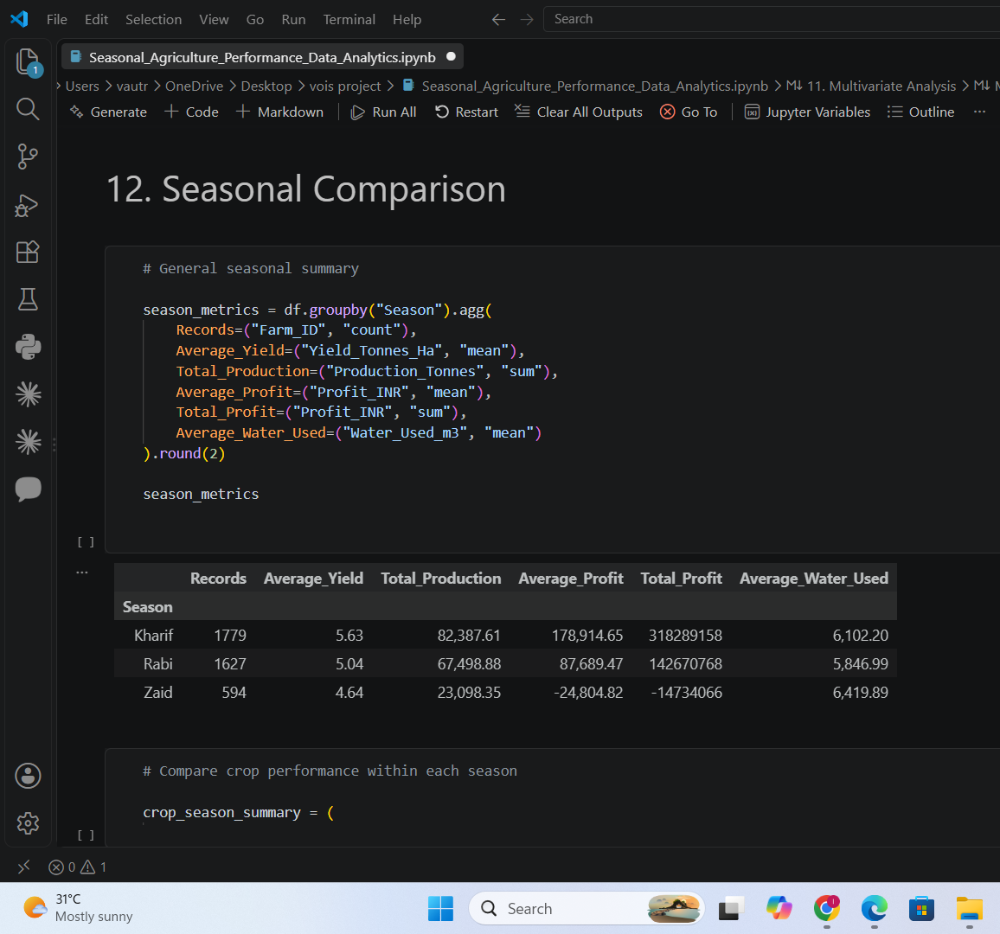 File Edit Selection View Go Run Terminal Help
Search
1
Seasonal_Agriculture_Performance_Data_Analytics.ipynb
Users > vautr > OneDrive > Desktop > vois project > Seasonal_Agriculture_Performance_Data_Analytics.ipynb > M↓ 11. Multivariate Analysis > M↓
Generate + Code + Markdown Run All Restart Clear All Outputs Go To Jupyter Variables Outline ...
12. Seasonal Comparison
# General seasonal summary
season_metrics = df.groupby("Season").agg(
Records=("Farm_ID", "count"),
Average_Yield=("Yield_Tonnes_Ha", "mean"),
Total_Production=("Production_Tonnes", "sum"),
Average_Profit=("Profit_INR", "mean"),
Total_Profit=("Profit_INR", "sum"),
Average_Water_Used=("Water_Used_m3", "mean")
).round(2)
season_metrics
[ ]
...
Records Average_Yield Total_Production Average_Profit Total_Profit Average_Water_Used
Season
Kharif 1779 5.63 82,387.61 178,914.65 318289158 6,102.20
Rabi 1627 5.04 67,498.88 87,689.47 142670768 5,846.99
Zaid 594 4.64 23,098.35 -24,804.82 -14734066 6,419.89
# Compare crop performance within each season
crop_season_summary = (
[ ]
0 1
31°C
Mostly sunny
Search